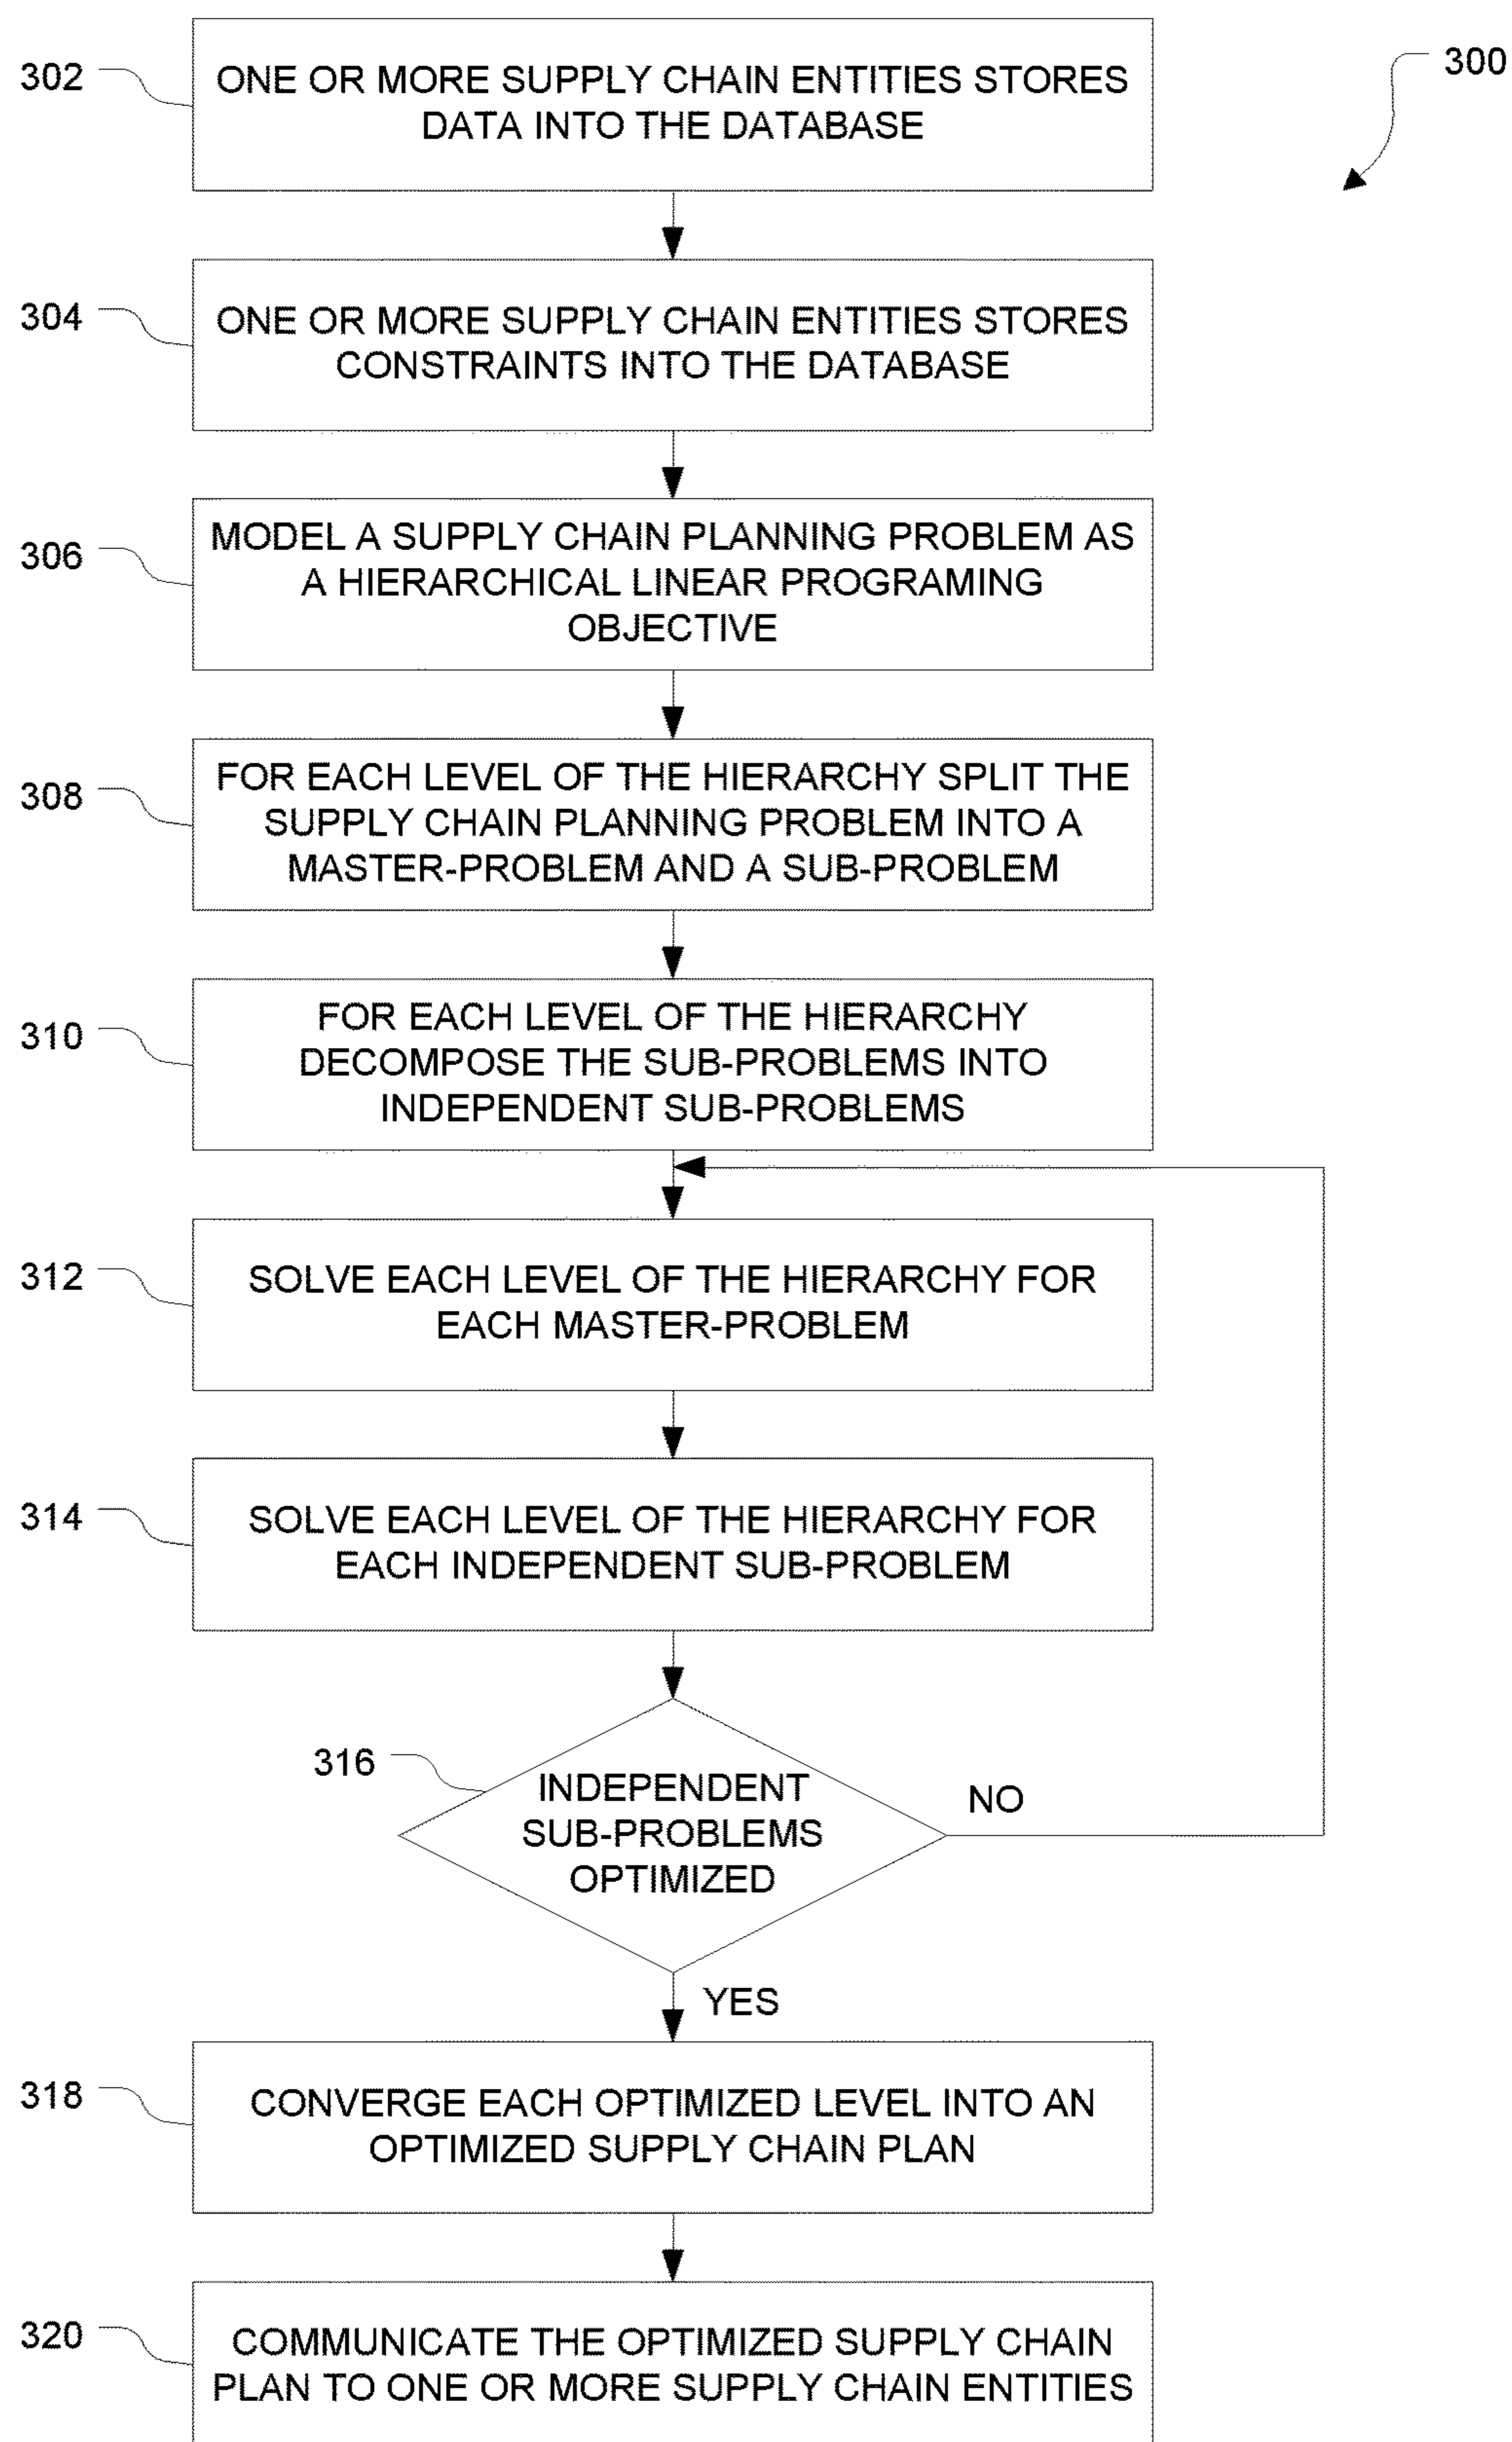 300
302
ONE OR MORE SUPPLY CHAIN ENTITIES STORES
DATA INTO THE DATABASE
304
ONE OR MORE SUPPLY CHAIN ENTITIES STORES
CONSTRAINTS INTO THE DATABASE
306
MODEL A SUPPLY CHAIN PLANNING PROBLEM AS
A HIERARCHICAL LINEAR PROGRAMING
OBJECTIVE
308
FOR EACH LEVEL OF THE HIERARCHY SPLIT THE
SUPPLY CHAIN PLANNING PROBLEM INTO A
MASTER-PROBLEM AND A SUB-PROBLEM
310
FOR EACH LEVEL OF THE HIERARCHY
DECOMPOSE THE SUB-PROBLEMS INTO
INDEPENDENT SUB-PROBLEMS
312
SOLVE EACH LEVEL OF THE HIERARCHY FOR
EACH MASTER-PROBLEM
314
SOLVE EACH LEVEL OF THE HIERARCHY FOR
EACH INDEPENDENT SUB-PROBLEM
316
INDEPENDENT
SUB-PROBLEMS
OPTIMIZED
NO
YES
318
CONVERGE EACH OPTIMIZED LEVEL INTO AN
OPTIMIZED SUPPLY CHAIN PLAN
320
COMMUNICATE THE OPTIMIZED SUPPLY CHAIN
PLAN TO ONE OR MORE SUPPLY CHAIN ENTITIES